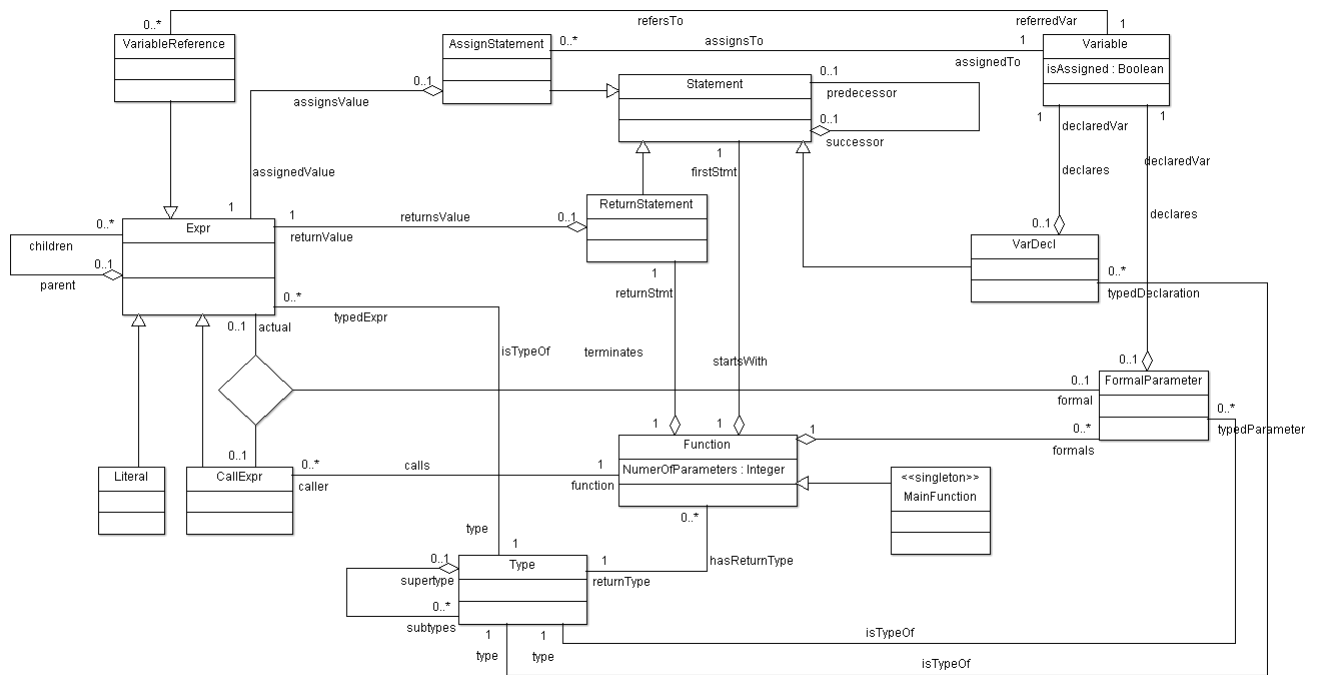 0..*
refersTo
referredVar
1
VariableReference
AssignStatement
0..*
assignsTo
1
Variable
assignedTo
isAssigned : Boolean
0..1
assignsValue
Statement
0..1
predecessor
0..1
successor
1
declaredVar
1
declaredVar
1
firstStmt
declares
assignedValue
ReturnStatement
1
1
returnsValue
0..1
returnValue
declares
0..*
Expr
children
0..1
parent
0..1
VarDecl
0..*
typedDeclaration
1
returnStmt
0..*
typedExpr
0..1
actual
isTypeOf
terminates
startsWith
0..1
FormalParameter
0..1
formal
0..*
typedParameter
1
1
Function
1
0..*
formals
NumerOfParameters : Integer
0..1
Literal
CallExpr
0..*
calls
1
caller
function
<<singleton>>
MainFunction
0..*
type
1
hasReturnType
0..1
Type
1
supertype
returnType
0..*
subtypes
1
type
1
type
isTypeOf
isTypeOf